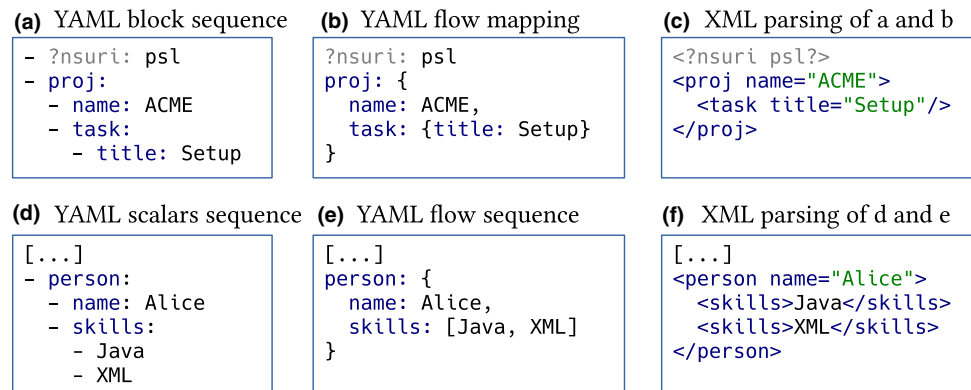 (a) YAML block sequence
- ?nsuri: psl
- proj:
  - name: ACME
  - task:
    - title: Setup
(b) YAML flow mapping
?nsuri: psl
proj: {
  name: ACME,
  task: {title: Setup}
}
(c) XML parsing of a and b
<?nsuri psl?>
<proj name="ACME">
  <task title="Setup"/>
</proj>
(d) YAML scalars sequence
[...]
- person:
  - name: Alice
  - skills:
    - Java
    - XML
(e) YAML flow sequence
[...]
person: {
  name: Alice,
  skills: [Java, XML]
}
(f) XML parsing of d and e
[...]
<person name="Alice">
  <skills>Java</skills>
  <skills>XML</skills>
</person>